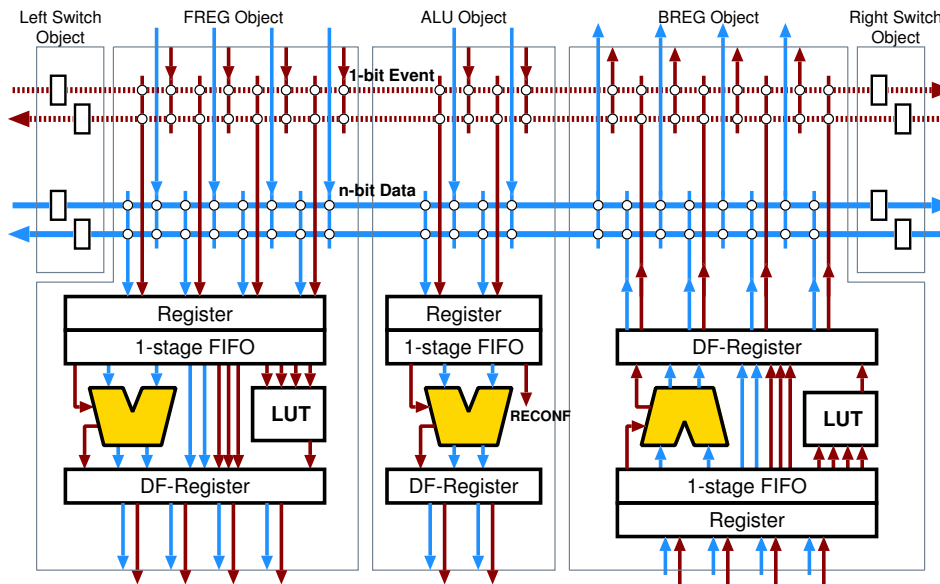 Left Switch
Object
FREG Object
ALU Object
BREG Object
Right Switch
Object
1-bit Event
n-bit Data
Register
1-stage FIFO
LUT
DF-Register
Register
1-stage FIFO
RECONF
DF-Register
DF-Register
LUT
1-stage FIFO
Register